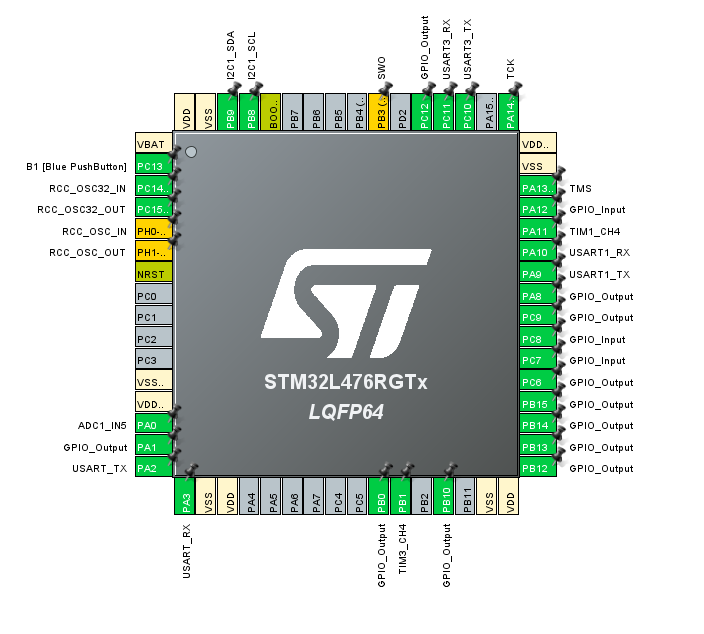 I2C1_SDA
I2C1_SCL
SWO
GPIO_Output
USART3_RX
USART3_TX
TCK
VDD
VSS
PB9
PB8
BOO..
PB7
PB6
PB5
PB4 (..
PB3 (..
PD2
PC12
PC11
PC10
PA15..
PA14..
VBAT
B1 [Blue PushButton] PC13
RCC_OSC32_IN PC14..
RCC_OSC32_OUT PC15..
RCC_OSC_IN PH0-..
RCC_OSC_OUT PH1-..
NRST
PC0
PC1
PC2
PC3
VSS..
VDD..
ADC1_IN5 PA0
GPIO_Output PA1
USART_TX PA2
ST
STM32L476RGTx
LQFP64
VDD..
VSS
PA13.. TMS
PA12 GPIO_Input
PA11 TIM1_CH4
PA10 USART1_RX
PA9 USART1_TX
PA8 GPIO_Output
PC9 GPIO_Output
PC8 GPIO_Input
PC7 GPIO_Input
PC6 GPIO_Output
PB15 GPIO_Output
PB14 GPIO_Output
PB13 GPIO_Output
PB12 GPIO_Output
PA3
VSS
VDD
PA4
PA5
PA6
PA7
PC4
PC5
PB0
PB1
PB2
PB10
PB11
VSS
VDD
USART_RX
GPIO_Output
TIM3_CH4
GPIO_Output